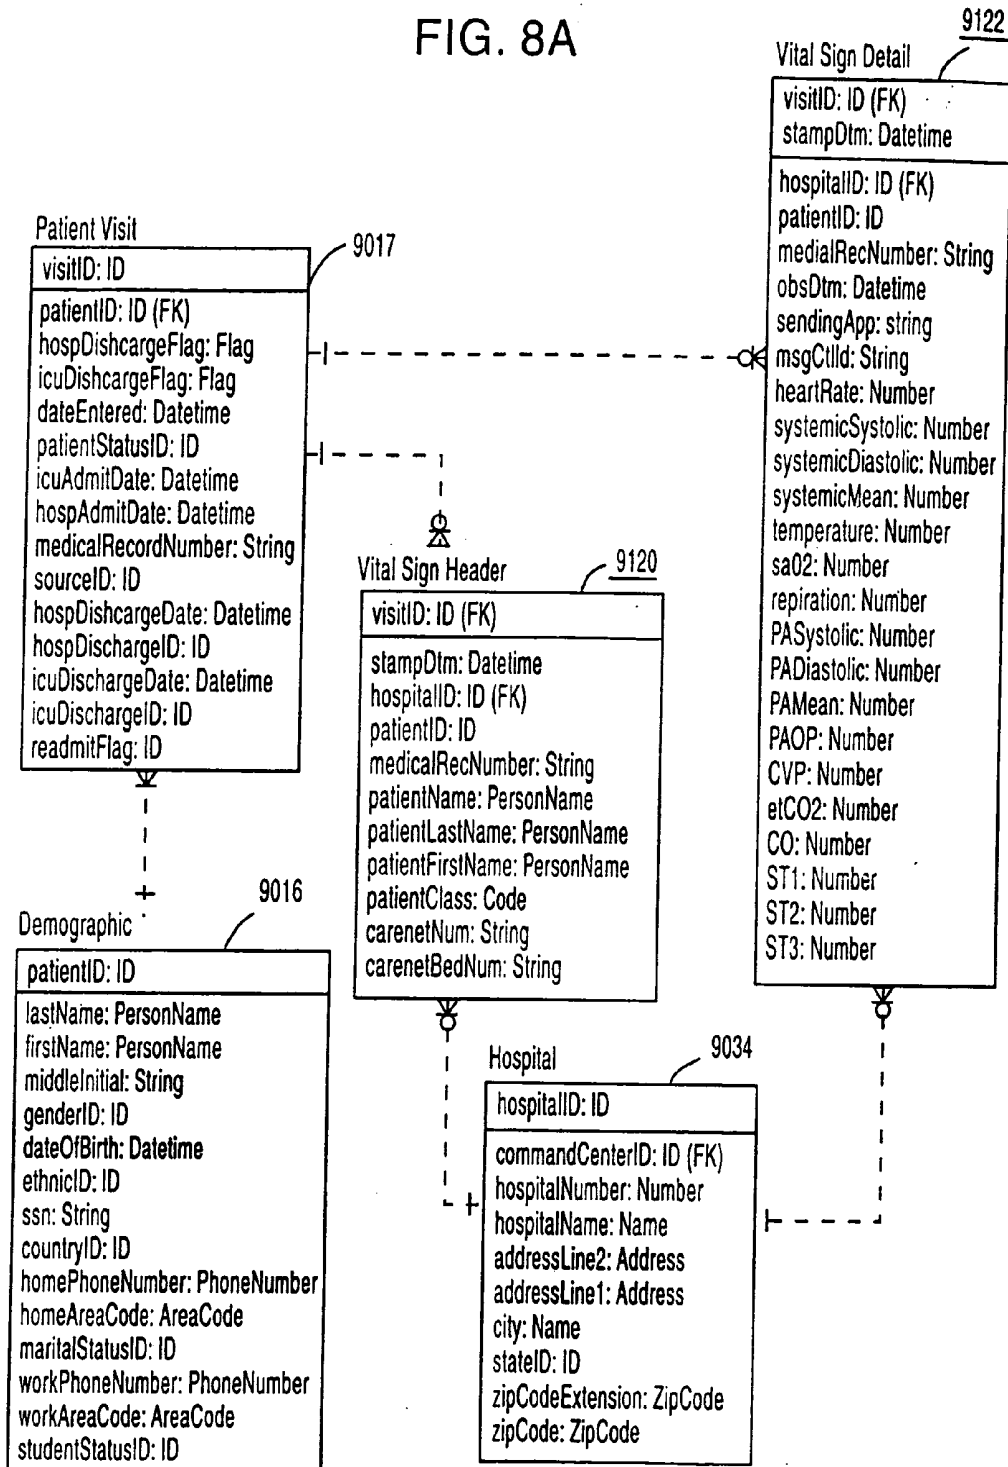 FIG. 8A
9122
Vital Sign Detail
visitID: ID (FK)
stampDtm: Datetime
hospitalID: ID (FK)
patientID: ID
medialRecNumber: String
obsDtm: Datetime
sendingApp: string
msgCtlId: String
heartRate: Number
systemicSystolic: Number
systemicDiastolic: Number
systemicMean: Number
temperature: Number
sa02: Number
repiration: Number
PASystolic: Number
PADiastolic: Number
PAMean: Number
PAOP: Number
CVP: Number
etCO2: Number
CO: Number
ST1: Number
ST2: Number
ST3: Number
Patient Visit
9017
visitID: ID
patientID: ID (FK)
hospDishcargeFlag: Flag
icuDishcargeFlag: Flag
dateEntered: Datetime
patientStatusID: ID
icuAdmitDate: Datetime
hospAdmitDate: Datetime
medicalRecordNumber: String
sourceID: ID
hospDishcargeDate: Datetime
hospDischargeID: ID
icuDischargeDate: Datetime
icuDischargeID: ID
readmitFlag: ID
Vital Sign Header
9120
visitID: ID (FK)
stampDtm: Datetime
hospitalID: ID (FK)
patientID: ID
medicalRecNumber: String
patientName: PersonName
patientLastName: PersonName
patientFirstName: PersonName
patientClass: Code
carenetNum: String
carenetBedNum: String
Demographic
9016
patientID: ID
lastName: PersonName
firstName: PersonName
middleInitial: String
genderID: ID
dateOfBirth: Datetime
ethnicID: ID
ssn: String
countryID: ID
homePhoneNumber: PhoneNumber
homeAreaCode: AreaCode
maritalStatusID: ID
workPhoneNumber: PhoneNumber
workAreaCode: AreaCode
studentStatusID: ID
Hospital
9034
hospitalID: ID
commandCenterID: ID (FK)
hospitalNumber: Number
hospitalName: Name
addressLine2: Address
addressLine1: Address
city: Name
stateID: ID
zipCodeExtension: ZipCode
zipCode: ZipCode